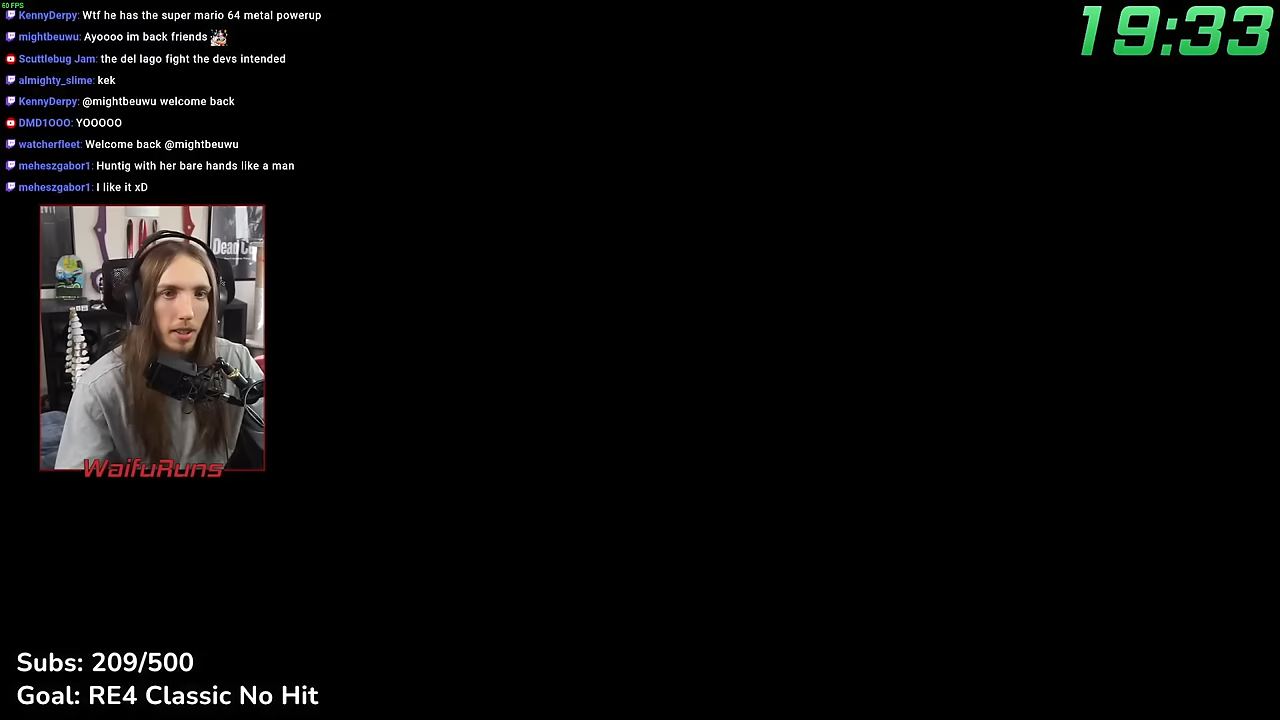 60 FPS
KennyDerpy: Wtf he has the super mario 64 metal powerup
mightbeuwu: Ayoooo im back friends
Scuttlebug Jam: the del lago fight the devs intended
almighty_slime: kek
KennyDerpy: @mightbeuwu welcome back
DMD1OOO: YOOOOO
watcherfleet: Welcome back @mightbeuwu
meheszgabor1: Huntig with her bare hands like a man
meheszgabor1: I like it xD
19:33
Dead
WaifuRuns
Subs: 209/500
Goal: RE4 Classic No Hit